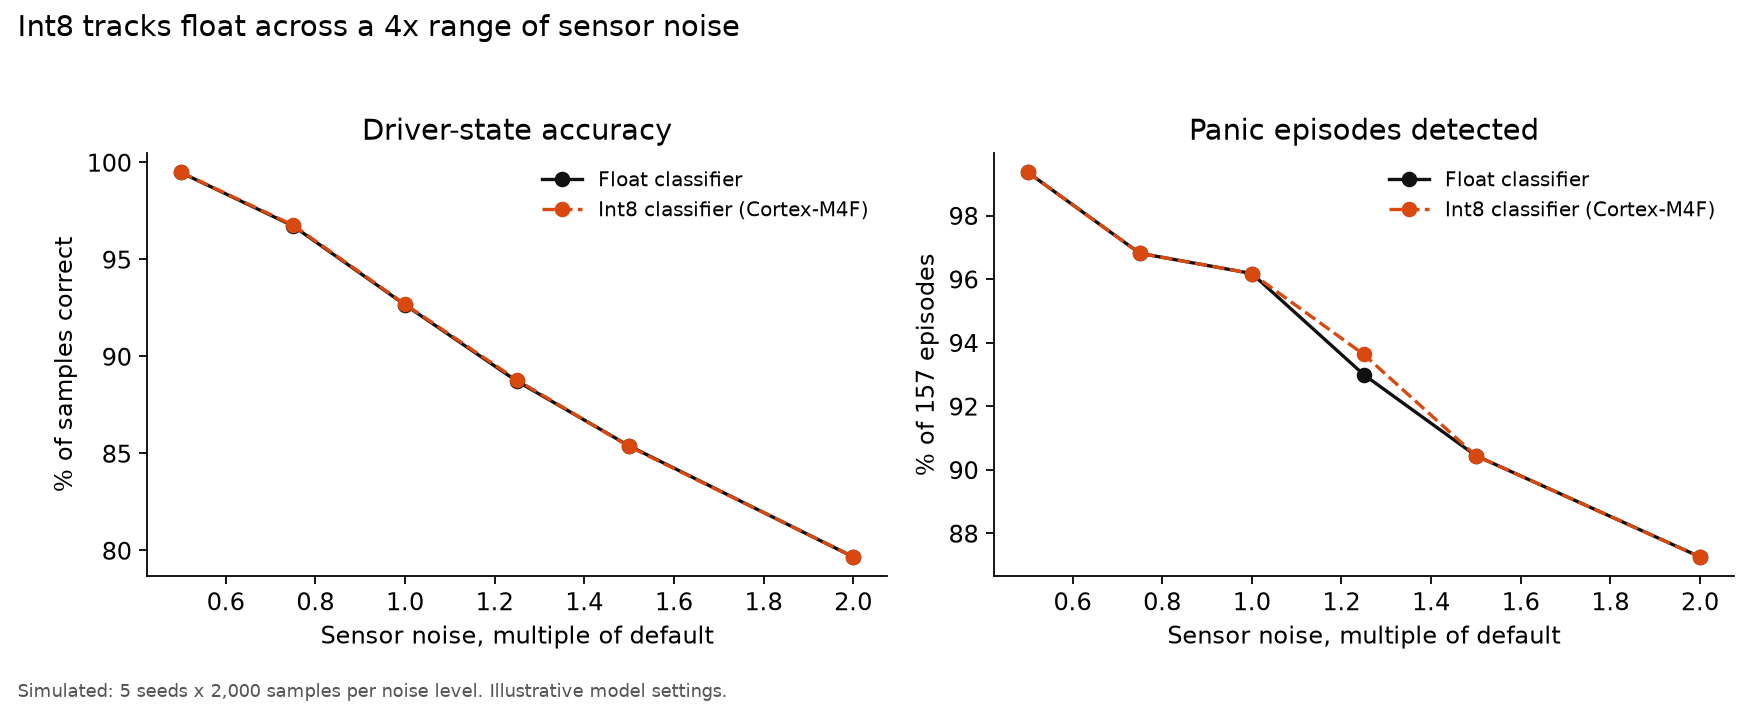 Int8 tracks float across a 4x range of sensor noise
Driver-state accuracy
% of samples correct
100
95
90
85
80
0.6 0.8 1.0 1.2 1.4 1.6 1.8 2.0
Sensor noise, multiple of default
Float classifier
Int8 classifier (Cortex-M4F)
Panic episodes detected
% of 157 episodes
98
96
94
92
90
88
0.6 0.8 1.0 1.2 1.4 1.6 1.8 2.0
Sensor noise, multiple of default
Float classifier
Int8 classifier (Cortex-M4F)
Simulated: 5 seeds x 2,000 samples per noise level. Illustrative model settings.